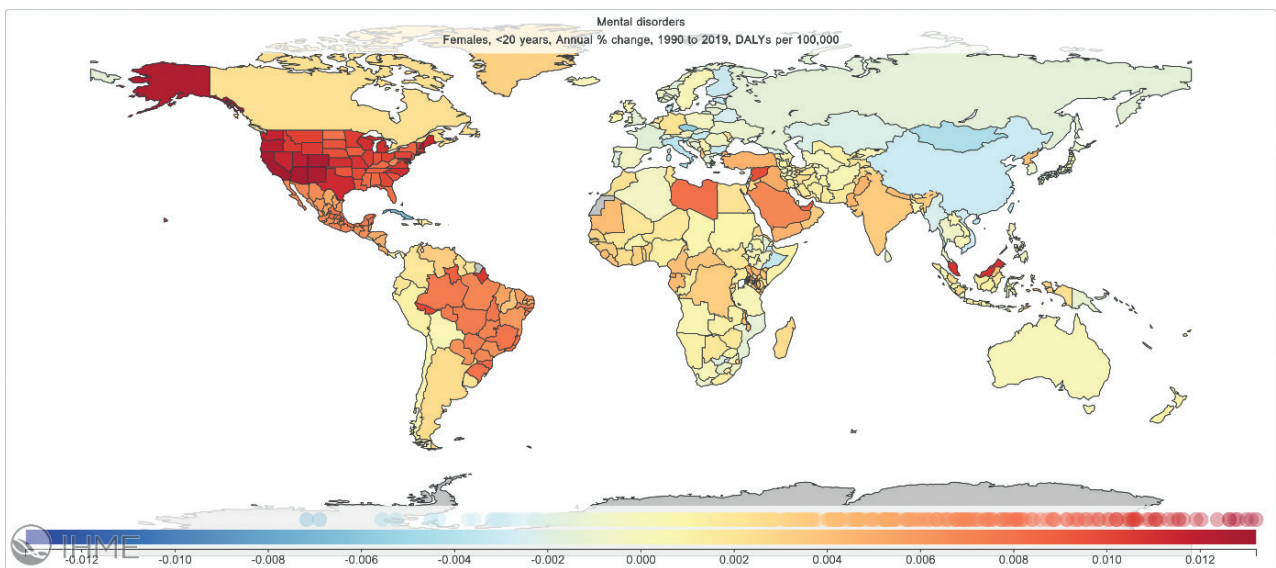 Mental disorders
Females, <20 years, Annual % change, 1990 to 2019, DALYs per 100,000
IHME
-0.012 -0.010 -0.008 -0.006 -0.004 -0.002 0.000 0.002 0.004 0.006 0.008 0.010 0.012